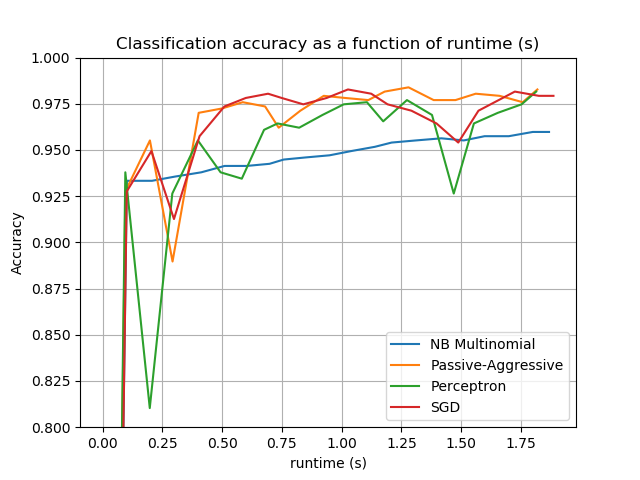 Classification accuracy as a function of runtime (s)
1.000
0.975
0.950
0.925
0.900
0.875
0.850
0.825
0.800
Accuracy
NB Multinomial
Passive-Aggressive
Perceptron
SGD
0.00 0.25 0.50 0.75 1.00 1.25 1.50 1.75
runtime (s)